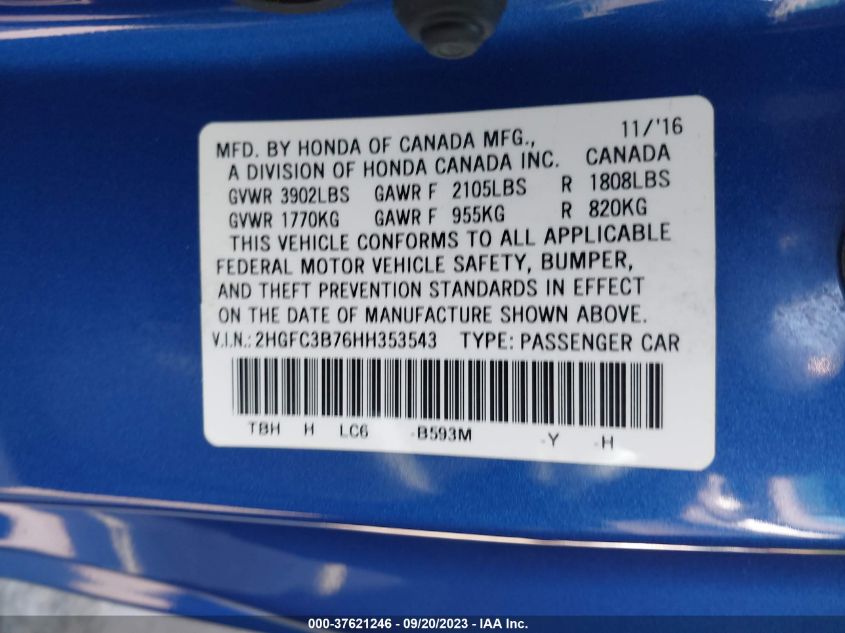 11/'16
MFD. BY HONDA OF CANADA MFG.,
A DIVISION OF HONDA CANADA INC. CANADA
GVWR 3902LBS GAWR F 2105LBS R 1808LBS
GVWR 1770KG GAWR F 955KG R 820KG
THIS VEHICLE CONFORMS TO ALL APPLICABLE
FEDERAL MOTOR VEHICLE SAFETY, BUMPER,
AND THEFT PREVENTION STANDARDS IN EFFECT
ON THE DATE OF MANUFACTURE SHOWN ABOVE.
V.I.N.: 2HGFC3B76HH353543 TYPE: PASSENGER CAR
TBH H LC6 -B593M -Y -H
000-37621246 - 09/20/2023 - IAA Inc.